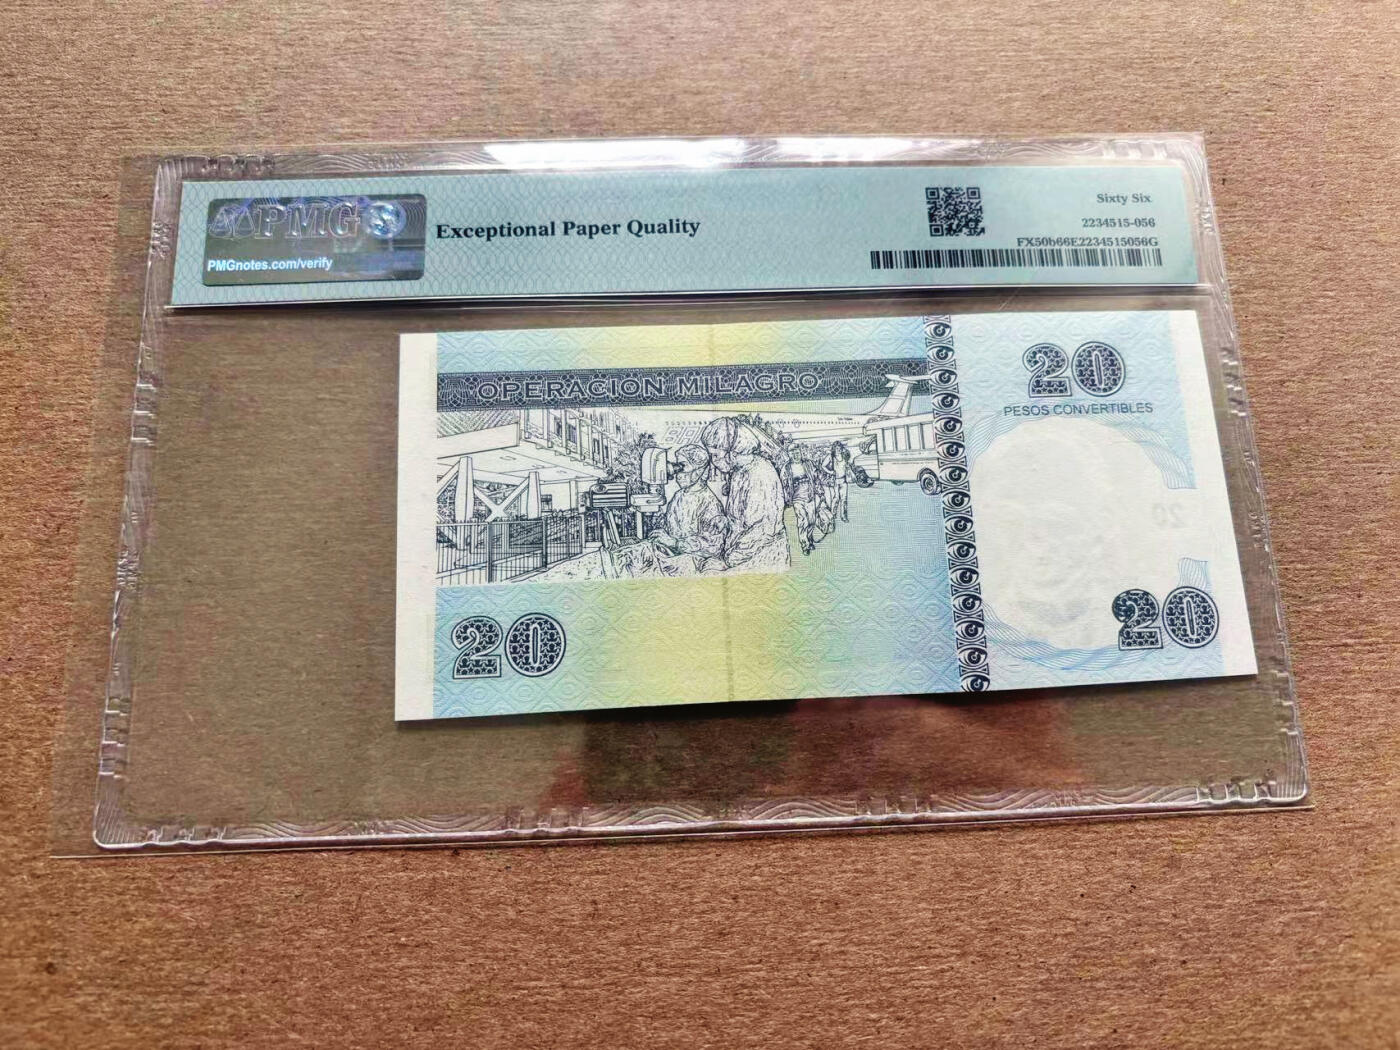 PMG
PMGnotes.com/verify
Exceptional Paper Quality
Sixty Six
2234515-056
FX50b66E2234515056G
OPERACION MILAGRO
20
PESOS CONVERTIBLES
20
20
20